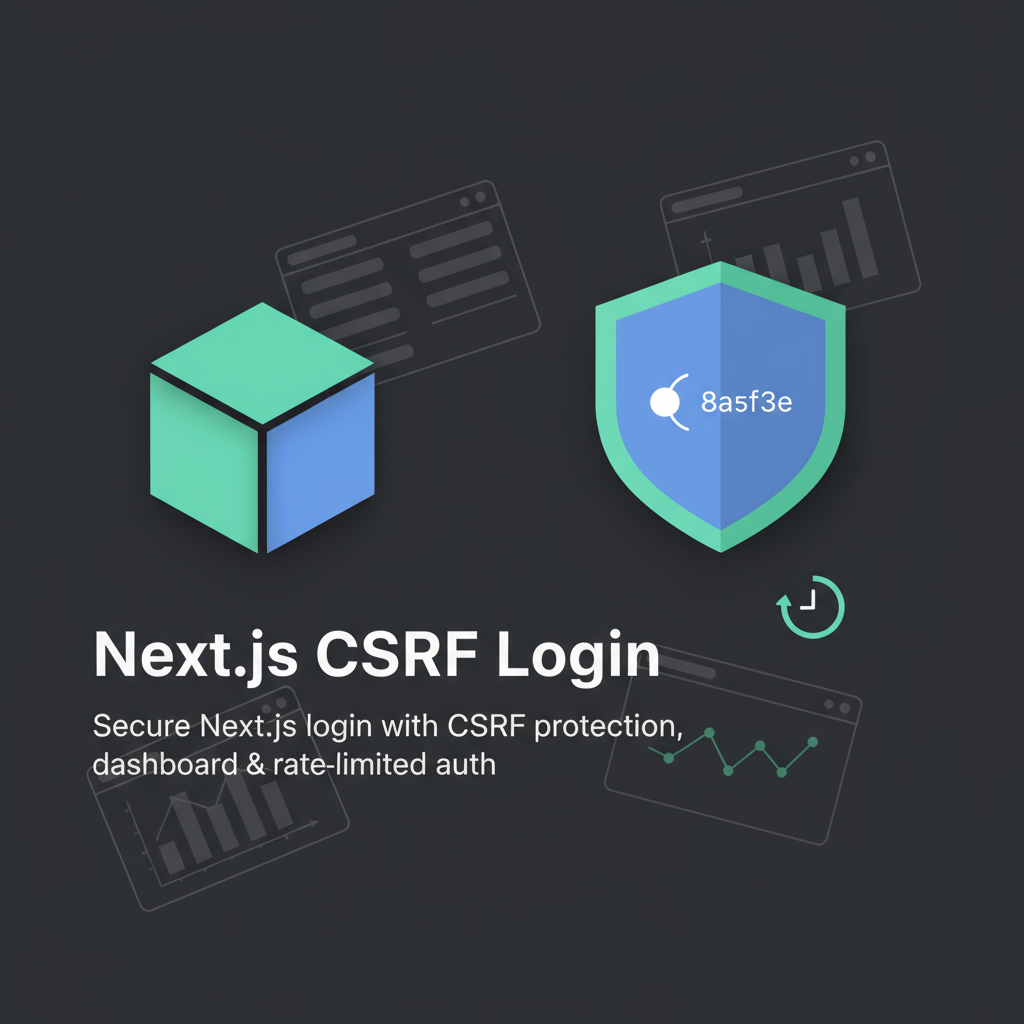 8a5f3e
Next.js CSRF Login
Secure Next.js login with CSRF protection,
dashboard & rate-limited auth